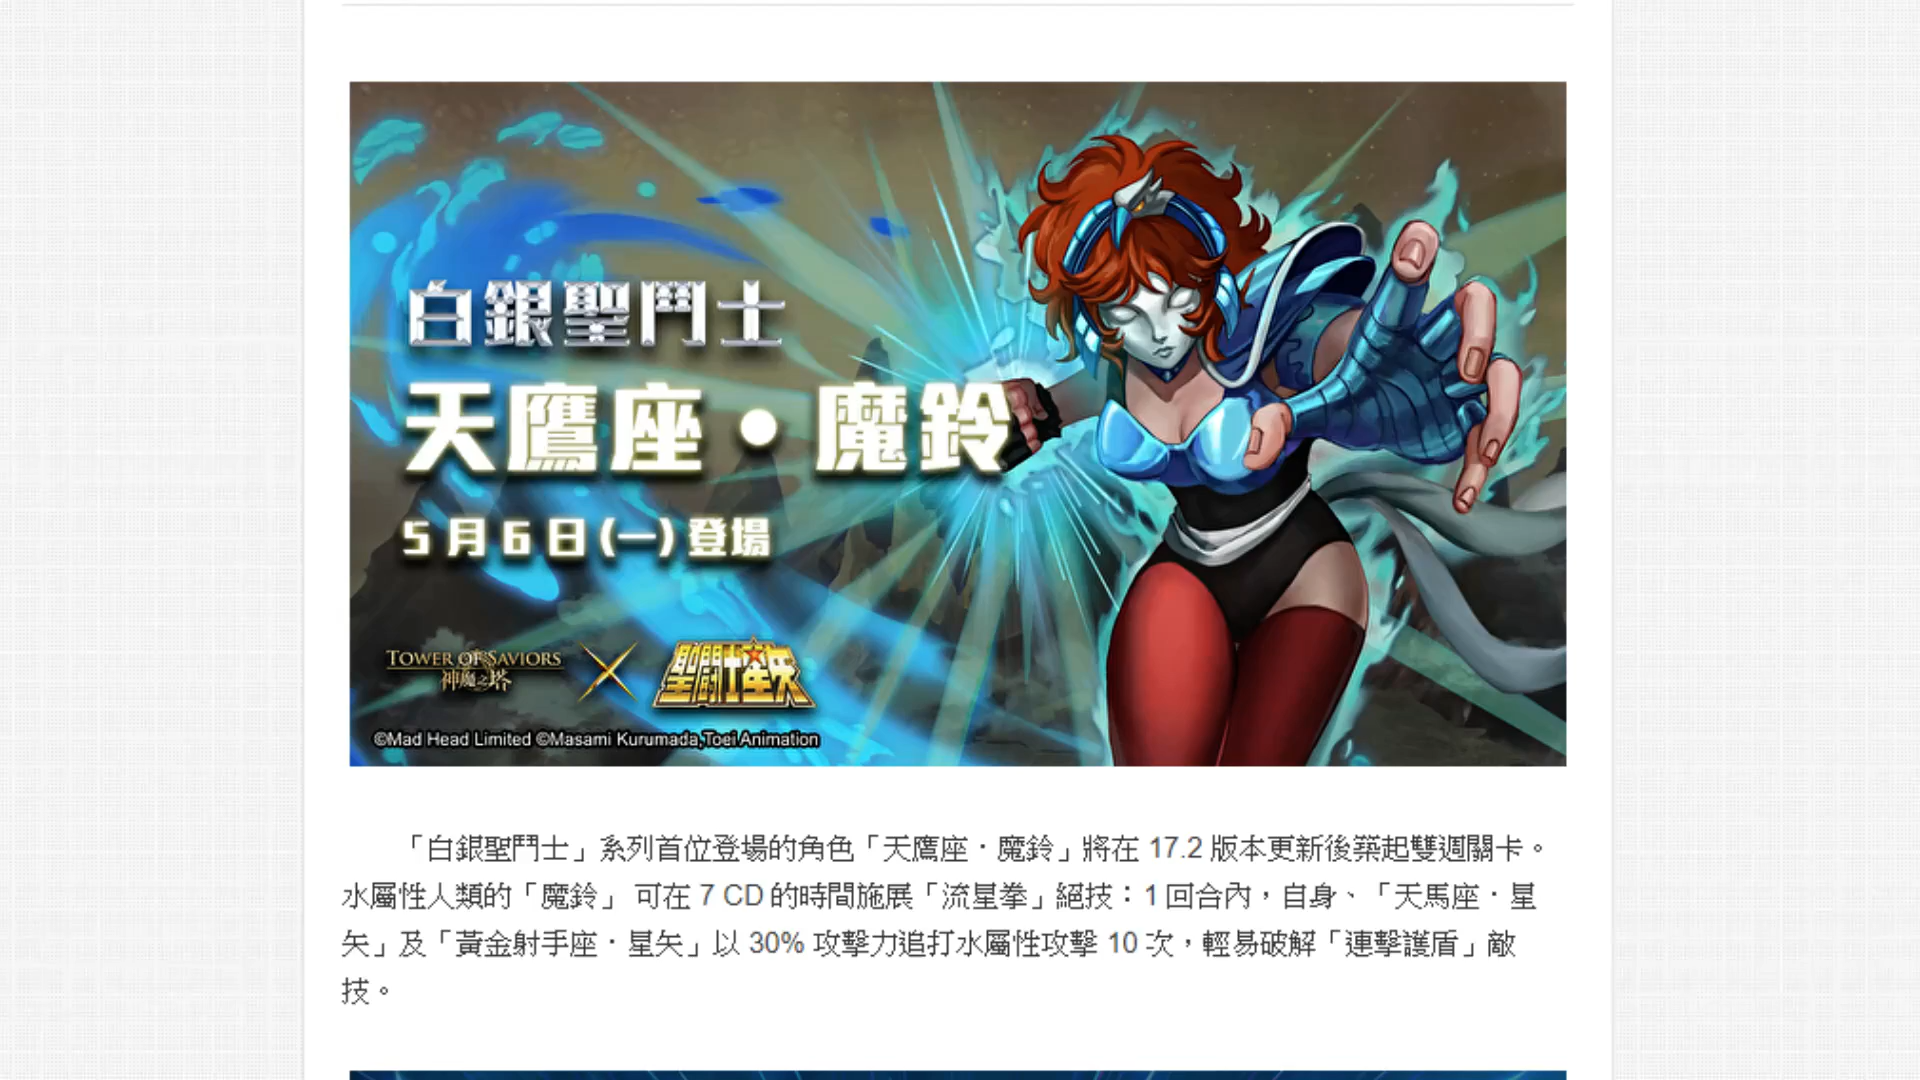 白銀聖鬥士
天鷹座•魔鈴
5月6日(一)登場
TOWER OF SAVIORS
神魔之塔
X
聖闘士星矢
©Mad Head Limited ©Masami Kurumada,Toei Animation
「白銀聖鬥士」系列首位登場的角色「天鷹座．魔鈴」將在 17.2 版本更新後築起雙週關卡。
水屬性人類的「魔鈴」 可在 7 CD 的時間施展「流星拳」絕技：1 回合內，自身、「天馬座．星
矢」及「黃金射手座．星矢」以 30% 攻擊力追打水屬性攻擊 10 次，輕易破解「連擊護盾」敵
技。